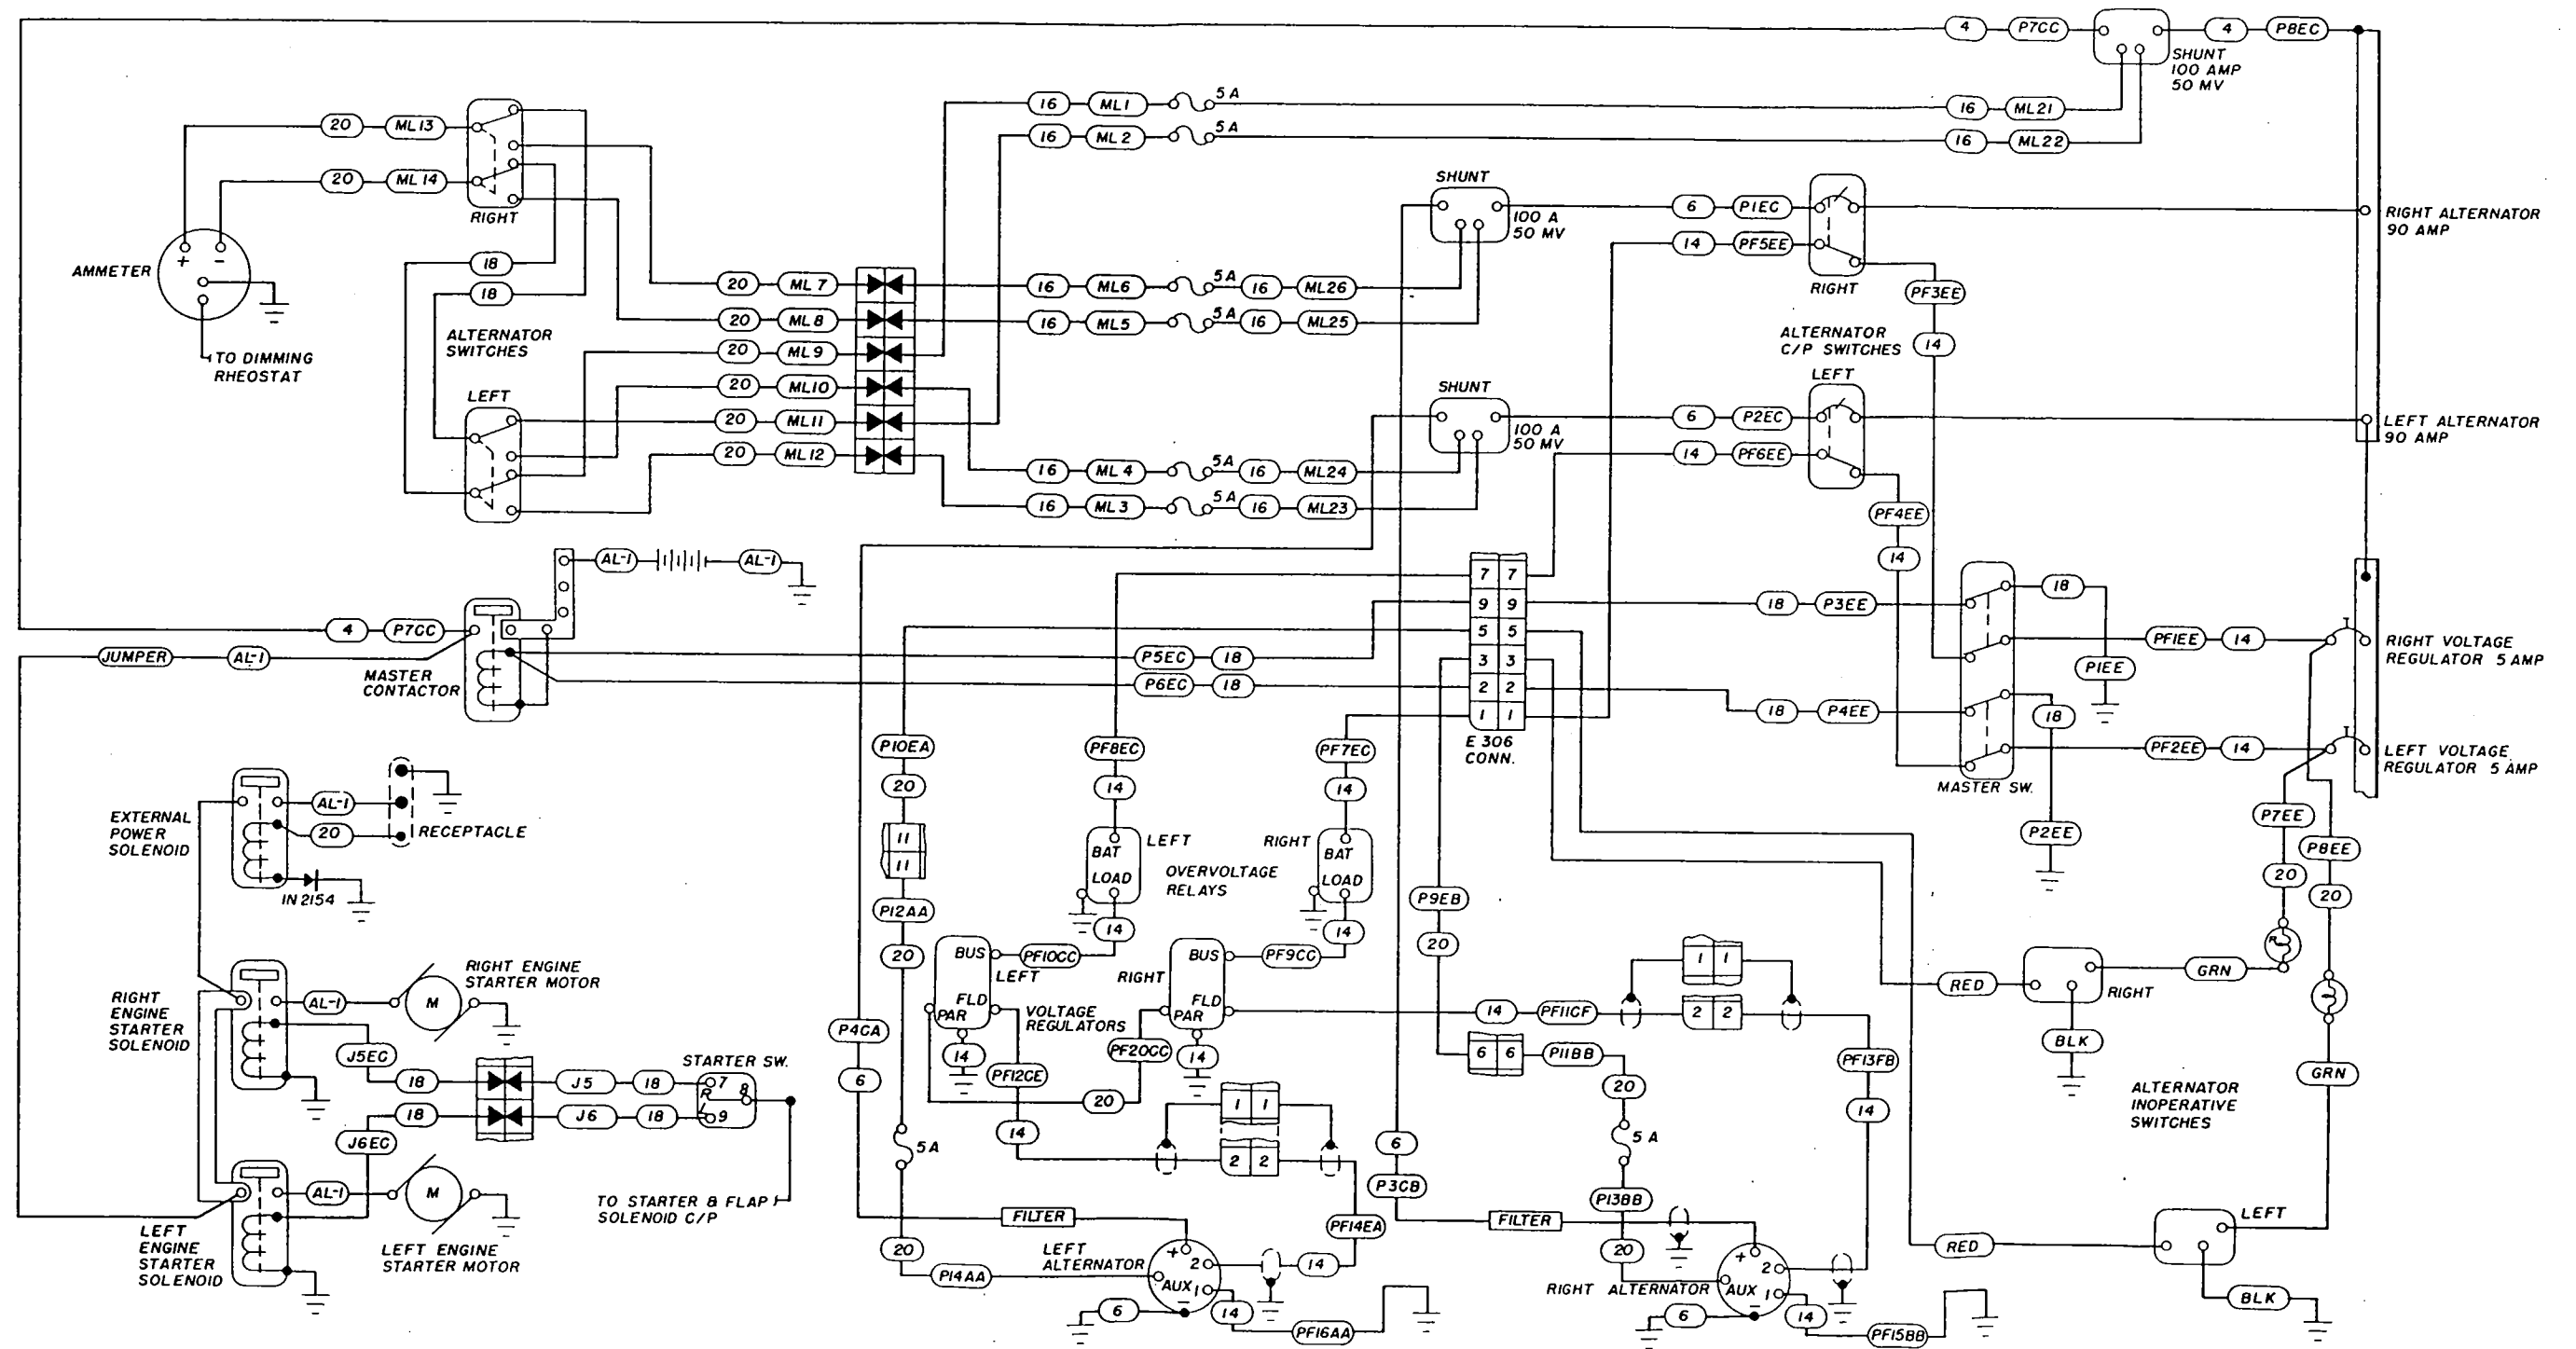 4 P7CC 4 P8EC
SHUNT
100 AMP
50 MV
16 ML1 5A 16 ML21
16 ML2 5A 16 ML22
20 ML13
20 ML14
RIGHT
AMMETER
+ −
TO DIMMING
RHEOSTAT
18
18
ALTERNATOR
SWITCHES
LEFT
20 ML7
20 ML8
20 ML9
20 ML10
20 ML11
20 ML12
16 ML6 5A 16 ML26
16 ML5 5A 16 ML25
16 ML4 5A 16 ML24
16 ML3 5A 16 ML23
SHUNT
100 A
50 MV
6 P1EC
14 PF5EE
RIGHT
RIGHT ALTERNATOR
90 AMP
PF3EE
14
ALTERNATOR
C/P SWITCHES
LEFT
SHUNT
100 A
50 MV
6 P2EC
14 PF6EE
LEFT ALTERNATOR
90 AMP
PF4EE
14
AL-1 AL-1
4 P7CC
JUMPER AL-1
MASTER
CONTACTOR
P5EC 18
P6EC 18
7 7
9 9
5 5
3 3
2 2
1 1
E 306
CONN.
18 P3EE
18 P4EE
18
P1EE
18
P2EE
MASTER SW.
PF1EE 14
RIGHT VOLTAGE
REGULATOR 5 AMP
PF2EE 14
LEFT VOLTAGE
REGULATOR 5 AMP
P7EE
20
P8EE
20
EXTERNAL
POWER
SOLENOID
AL-1
20
RECEPTACLE
IN2154
P10EA
20
11
11
P12AA
20
PF8EC
14
BAT
LOAD
LEFT
PF7EC
14
RIGHT
BAT
LOAD
OVERVOLTAGE
RELAYS
14
14
P9EB
20
BUS
FLD
PAR
PF10CC
LEFT
RIGHT
BUS
FLD
PAR
PF9CC
VOLTAGE
REGULATORS
14
PF12CE
PF20CC
14
20
14
14 PF11CF
1 1
2 2
6 6 P11BB
20
5 A
P13BB
20
PF13FB
14
RED
RIGHT
GRN
BLK
GRN
ALTERNATOR
INOPERATIVE
SWITCHES
RIGHT
ENGINE
STARTER
SOLENOID
AL-1
M
RIGHT ENGINE
STARTER MOTOR
J5EC
18 J5 18
18 J6 18
J6EC
STARTER SW.
7
R 8
L 9
TO STARTER & FLAP
SOLENOID C/P
LEFT
ENGINE
STARTER
SOLENOID
AL-1
M
LEFT ENGINE
STARTER MOTOR
P4CA
6
5 A
20
P14AA
FILTER
1 1
2 2
PF14EA
14
LEFT
ALTERNATOR
+
2
AUX 1
−
6
14
PF16AA
6
P3CB
FILTER
RIGHT ALTERNATOR
+
2
AUX 1
−
6
14
PF15BB
RED
LEFT
BLK